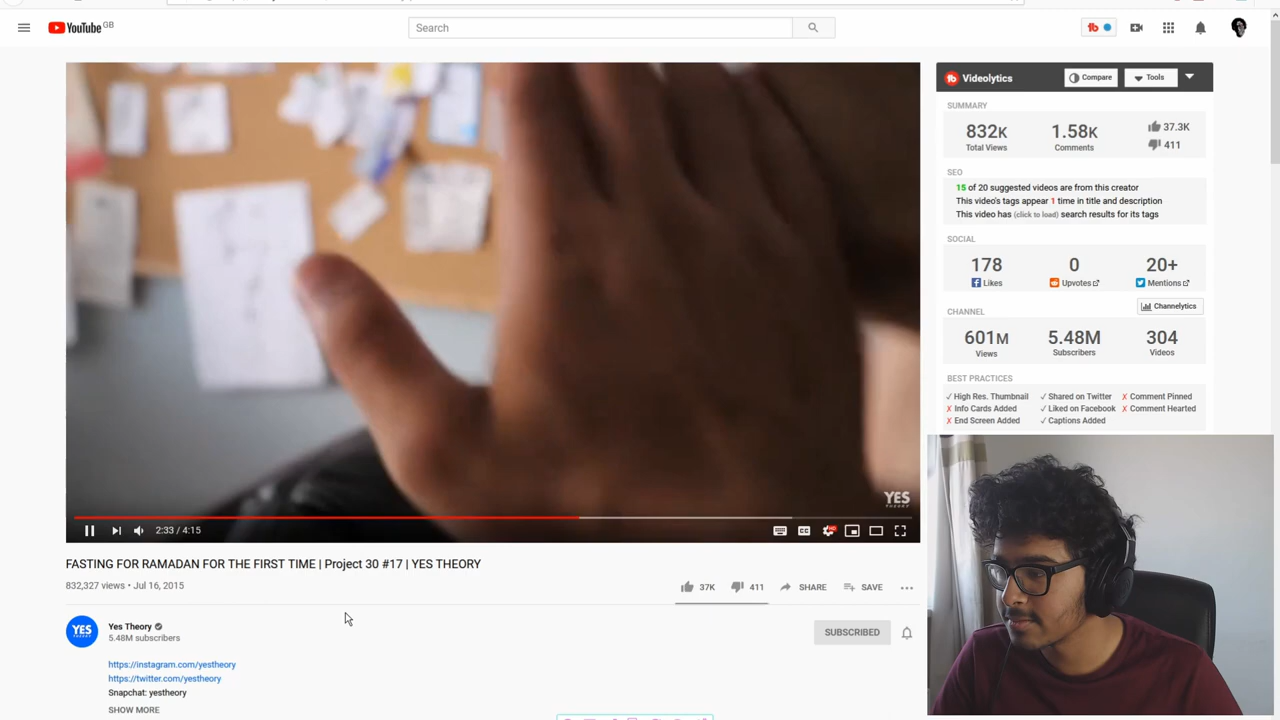 YouTube GB
Search
Videolytics
Compare
Tools
SUMMARY
832K
Total Views
1.58K
Comments
37.3K
411
SEO
15 of 20 suggested videos are from this creator
This video's tags appear 1 time in title and description
This video has (click to load) search results for its tags
SOCIAL
178
Likes
0
Upvotes
20+
Mentions
CHANNEL
Channelytics
601M
Views
5.48M
Subscribers
304
Videos
BEST PRACTICES
✓ High Res. Thumbnail
✓ Shared on Twitter
✗ Comment Pinned
✗ Info Cards Added
✓ Liked on Facebook
✗ Comment Hearted
✗ End Screen Added
✓ Captions Added
YES
THEORY
2:33 / 4:15
CC
HD
FASTING FOR RAMADAN FOR THE FIRST TIME | Project 30 #17 | YES THEORY
832,327 views • Jul 16, 2015
37K
411
SHARE
SAVE
YES
THEORY
Yes Theory
5.48M subscribers
SUBSCRIBED
https://instagram.com/yestheory
https://twitter.com/yestheory
Snapchat: yestheory
SHOW MORE